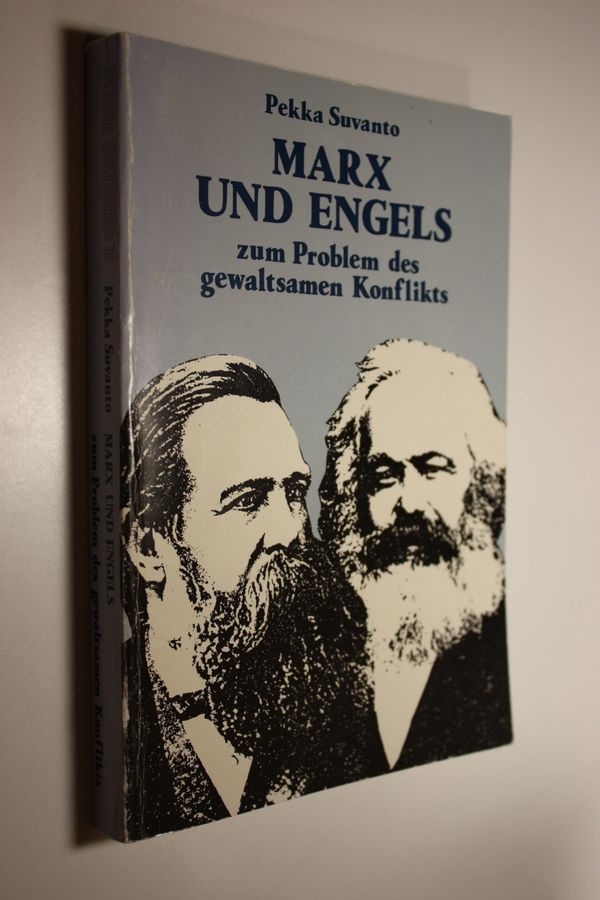 Pekka Suvanto
MARX
UND ENGELS
zum Problem des
gewaltsamen Konflikts
Pekka Suvanto MARX UND ENGELS
zum Problem des gewaltsamen Konflikts